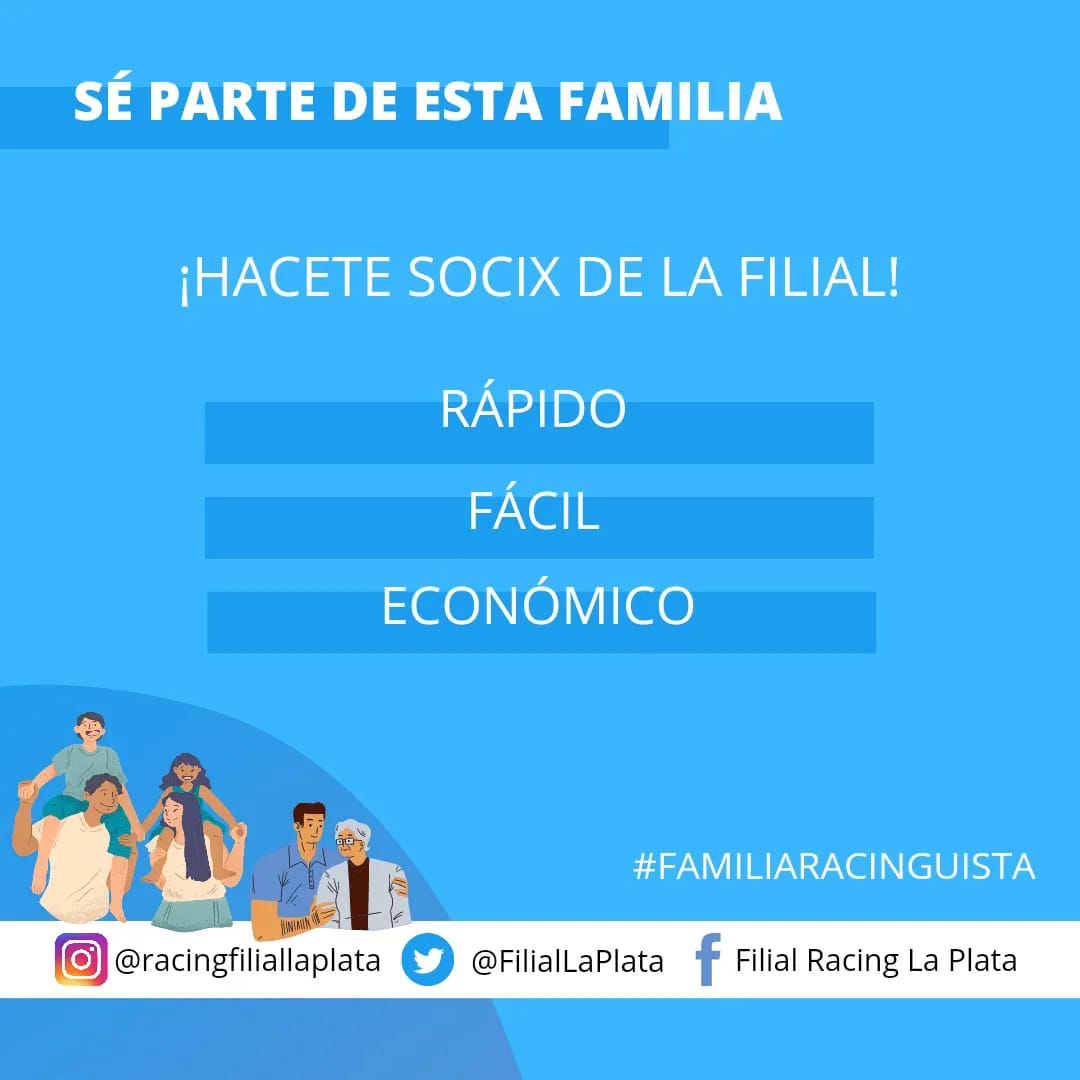 SÉ PARTE DE ESTA FAMILIA
¡HACETE SOCIX DE LA FILIAL!
RÁPIDO
FÁCIL
ECONÓMICO
#FAMILIARACINGUISTA
@racingfiliallaplata @FilialLaPlata Filial Racing La Plata